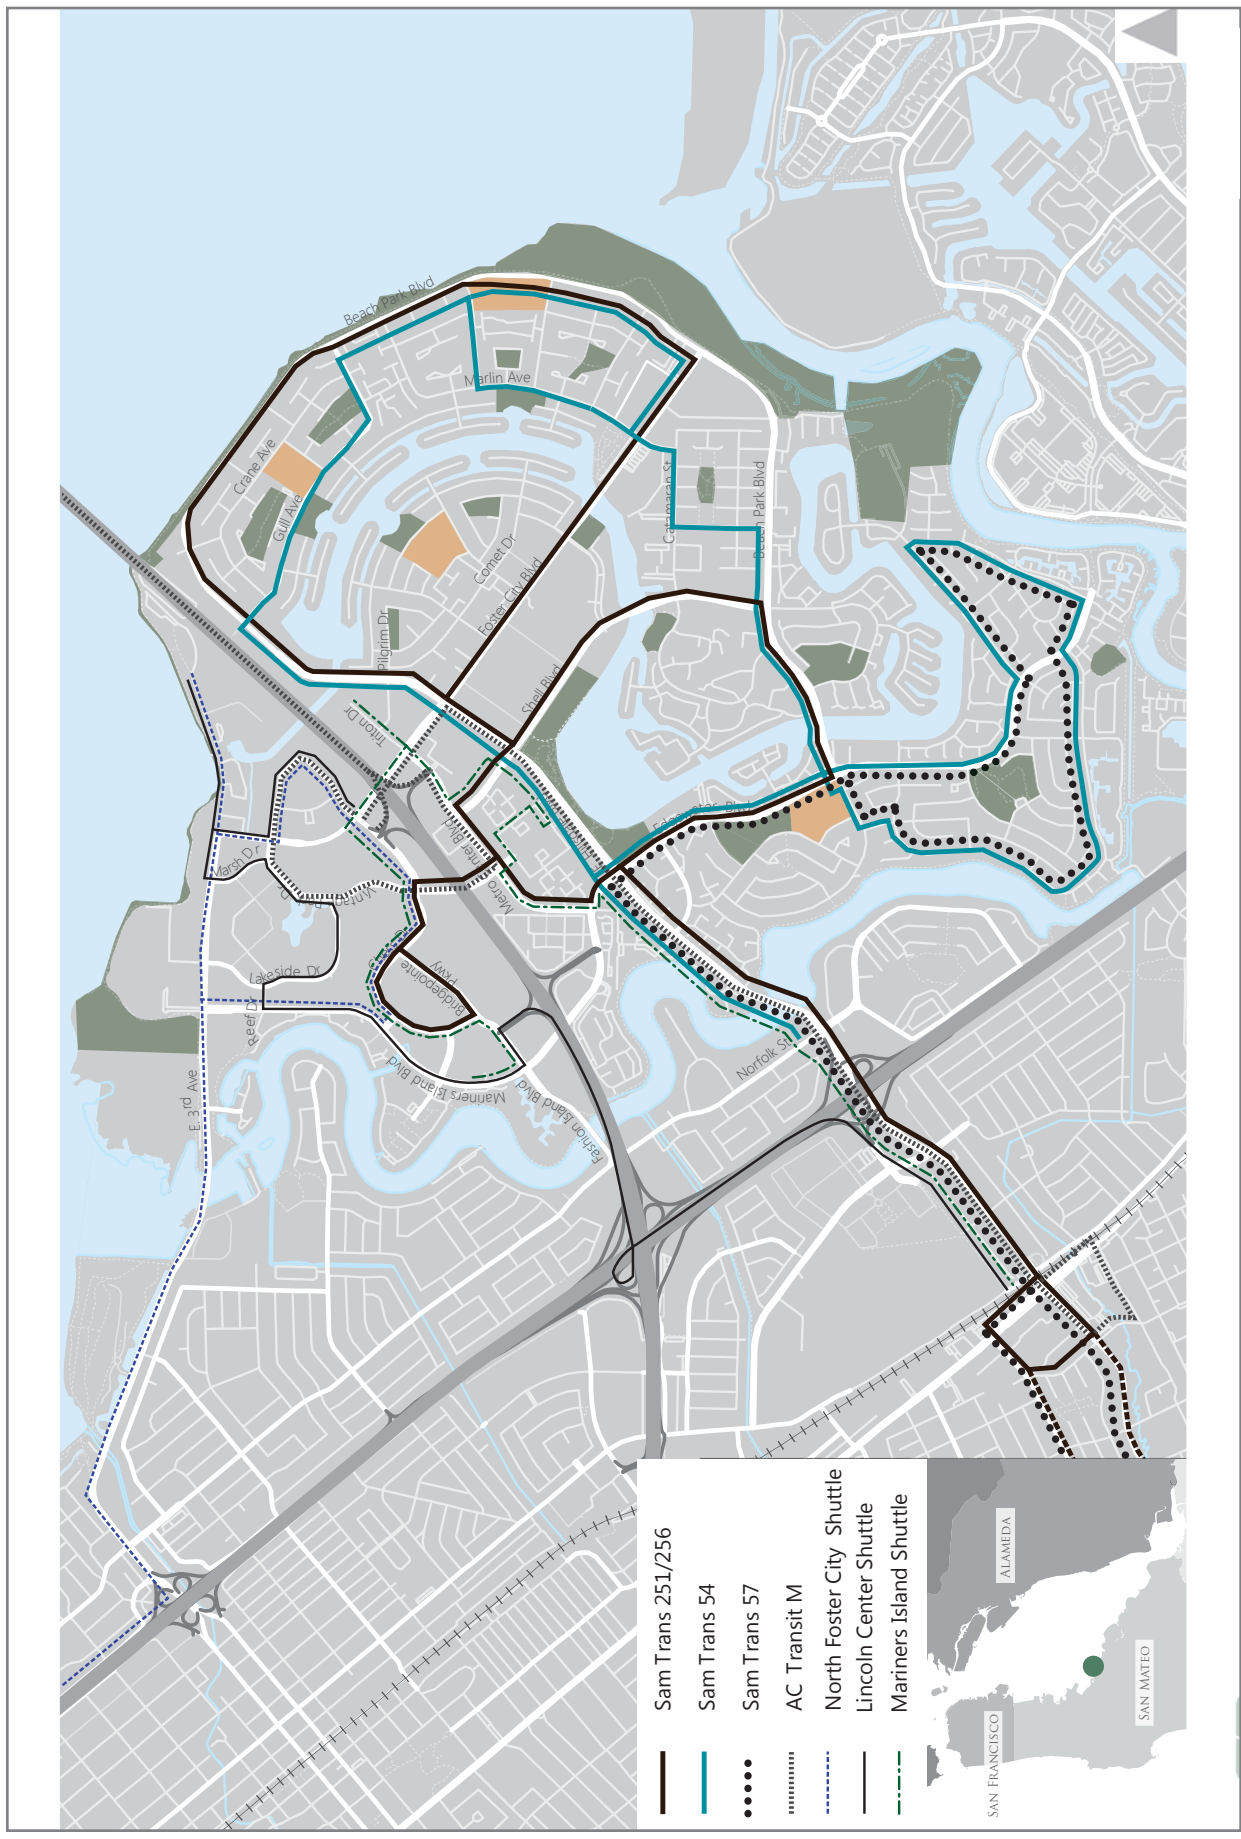 Beach Park Blvd
Marlin Ave
Crane Ave
Gull Ave
Catamaran St
Beach Park Blvd
Comet Dr
Foster City Blvd
Pilgrim Dr
Shell Blvd
Triton Dr
Edgewater Blvd
Marsh Dr
Lakeside Dr
Reef Dr
Bridgepointe
Pkwy
E. 3rd Ave
Mariners Island Blvd
Fashion Island Blvd
Norfolk St
Metro
Sam Trans 251/256
Sam Trans 54
Sam Trans 57
AC Transit M
North Foster City Shuttle
Lincoln Center Shuttle
Mariners Island Shuttle
ALAMEDA
SAN FRANCISCO
SAN MATEO